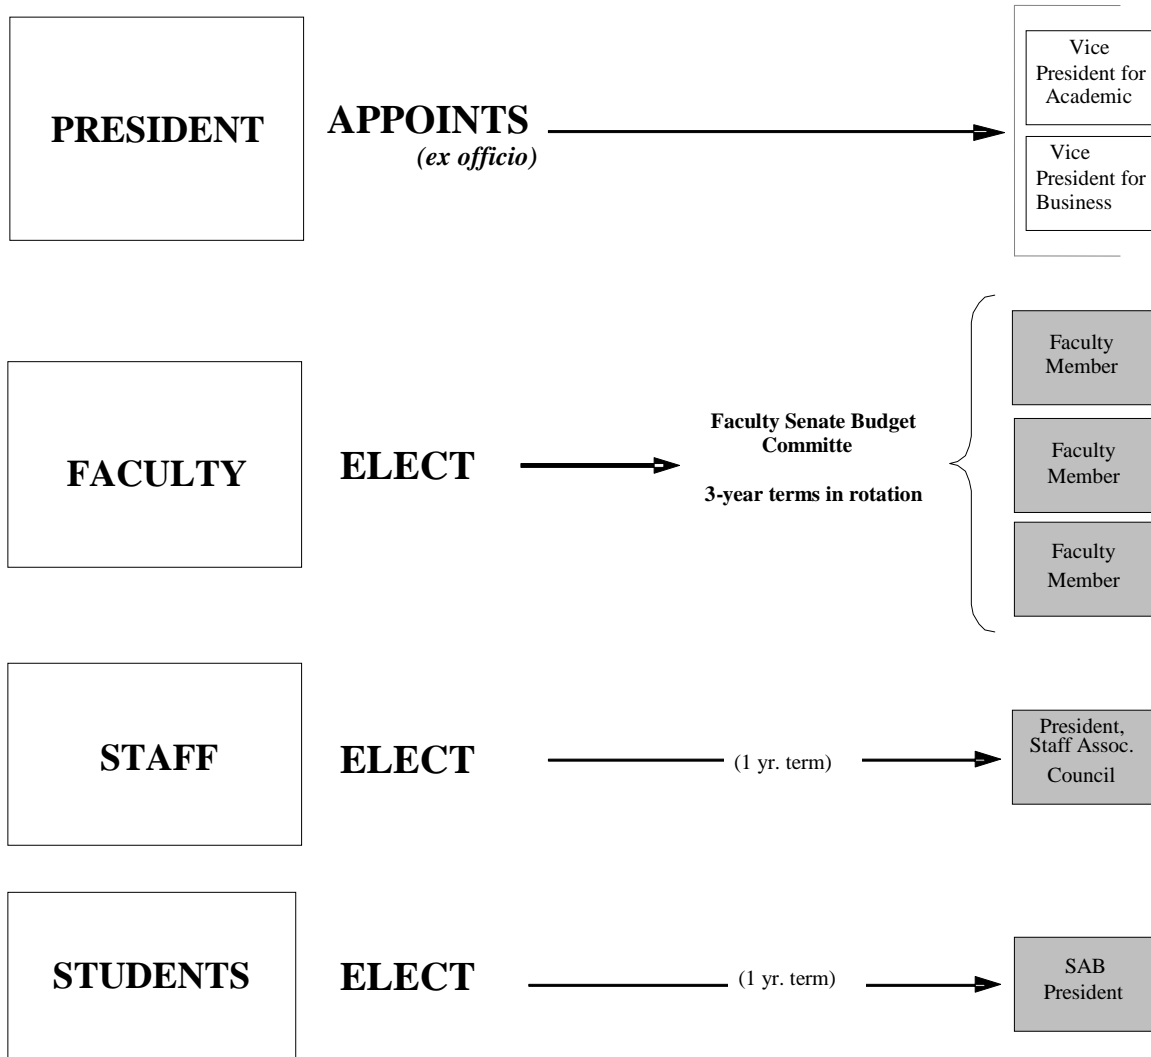 PRESIDENT
APPOINTS
(ex officio)
Vice
President for
Academic
Vice
President for
Business
FACULTY
ELECT
Faculty Senate Budget
Committe
3-year terms in rotation
Faculty
Member
Faculty
Member
Faculty
Member
STAFF
ELECT
(1 yr. term)
President,
Staff Assoc.
Council
STUDENTS
ELECT
(1 yr. term)
SAB
President